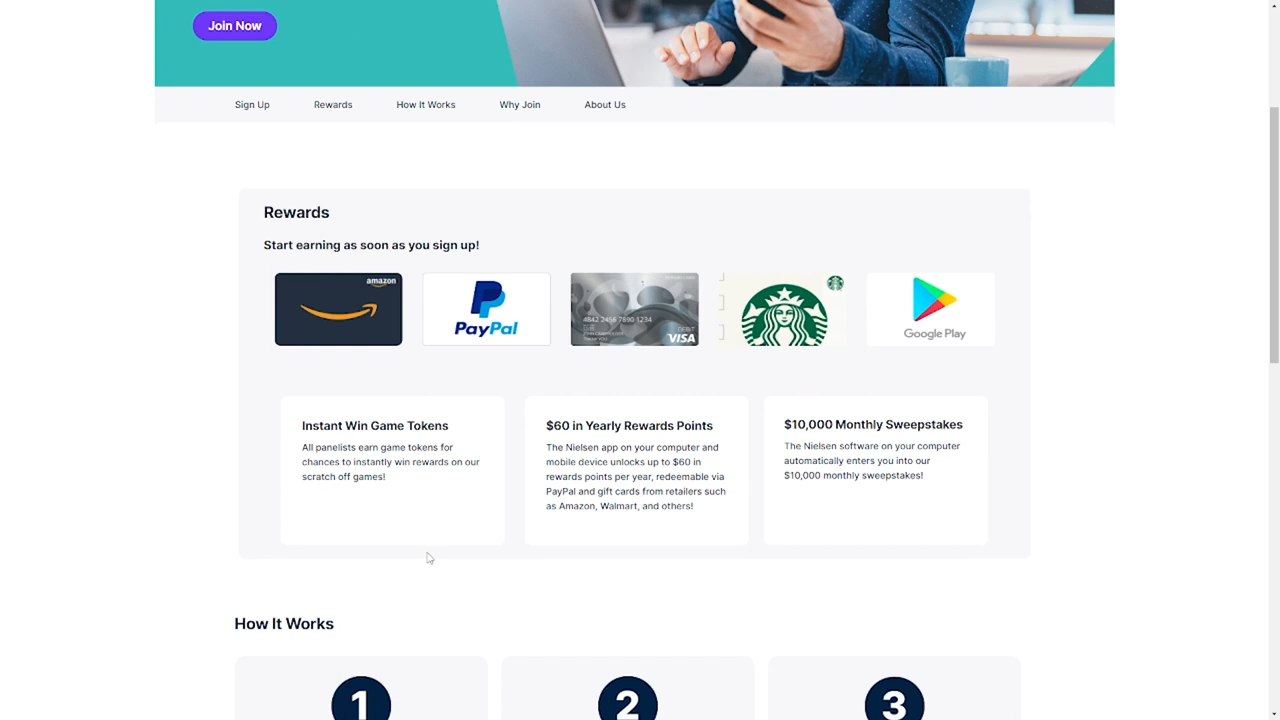 Join Now
Sign Up
Rewards
How It Works
Why Join
About Us
Rewards
Start earning as soon as you sign up!
amazon
PayPal
4842 2456 7890 1234
DEBIT
VISA
Google Play
Instant Win Game Tokens
All panelists earn game tokens for
chances to instantly win rewards on our
scratch off games!
$60 in Yearly Rewards Points
The Nielsen app on your computer and
mobile device unlocks up to $60 in
rewards points per year, redeemable via
PayPal and gift cards from retailers such
as Amazon, Walmart, and others!
$10,000 Monthly Sweepstakes
The Nielsen software on your computer
automatically enters you into our
$10,000 monthly sweepstakes!
How It Works
1
2
3